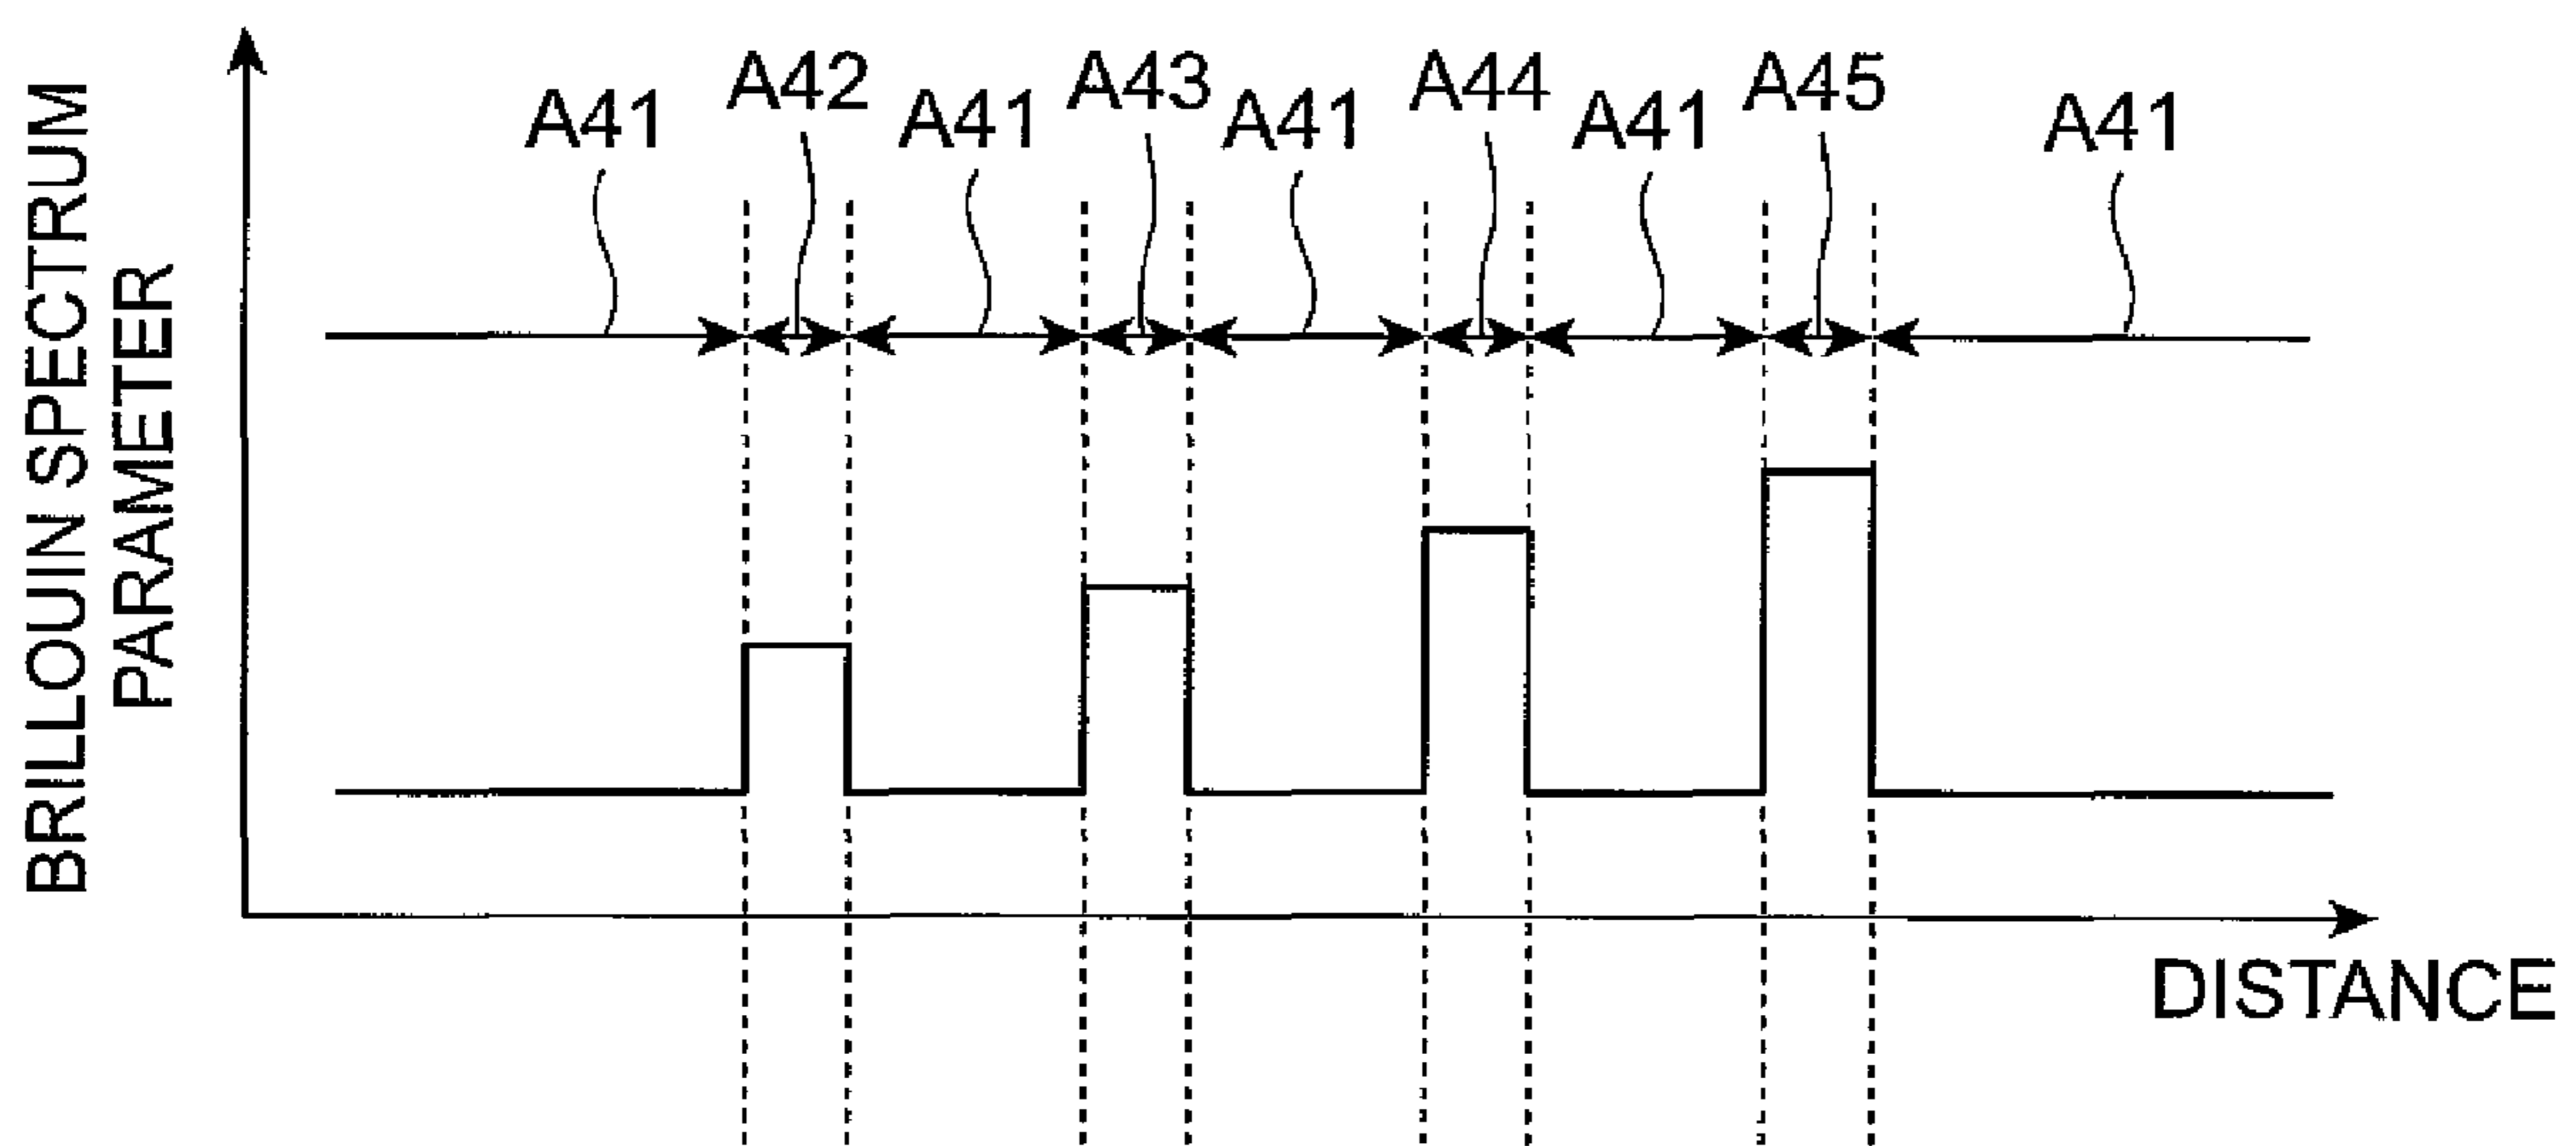 BRILLOUIN SPECTRUM
PARAMETER
A41
A42
A41
A43
A41
A44
A41
A45
A41
DISTANCE